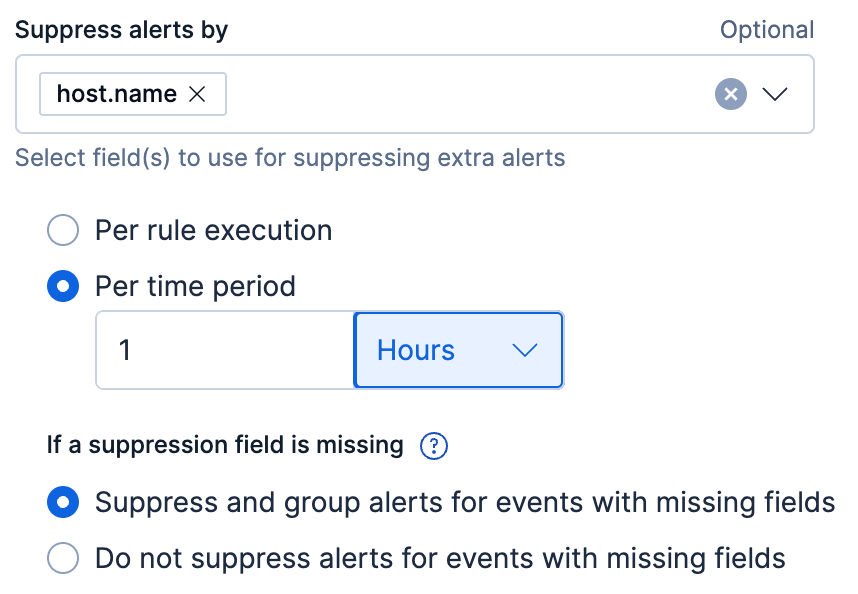 Suppress alerts by Optional
host.name
Select field(s) to use for suppressing extra alerts
Per rule execution
Per time period
1 Hours
If a suppression field is missing
Suppress and group alerts for events with missing fields
Do not suppress alerts for events with missing fields